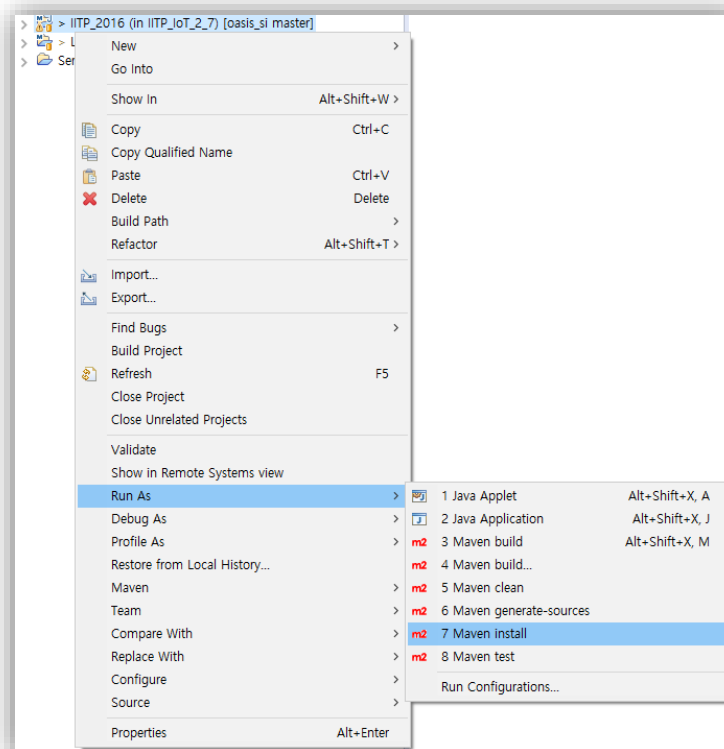 > IITP_2016 (in IITP_IoT_2_7) [oasis_si master]
> L
Ser
New
Go Into
Show In Alt+Shift+W >
Copy Ctrl+C
Copy Qualified Name
Paste Ctrl+V
Delete Delete
Build Path
Refactor Alt+Shift+T >
Import...
Export...
Find Bugs
Build Project
Refresh F5
Close Project
Close Unrelated Projects
Validate
Show in Remote Systems view
Run As
Debug As
Profile As
Restore from Local History...
Maven
Team
Compare With
Replace With
Configure
Source
Properties Alt+Enter
1 Java Applet Alt+Shift+X, A
2 Java Application Alt+Shift+X, J
m2 3 Maven build Alt+Shift+X, M
m2 4 Maven build...
m2 5 Maven clean
m2 6 Maven generate-sources
m2 7 Maven install
m2 8 Maven test
Run Configurations...